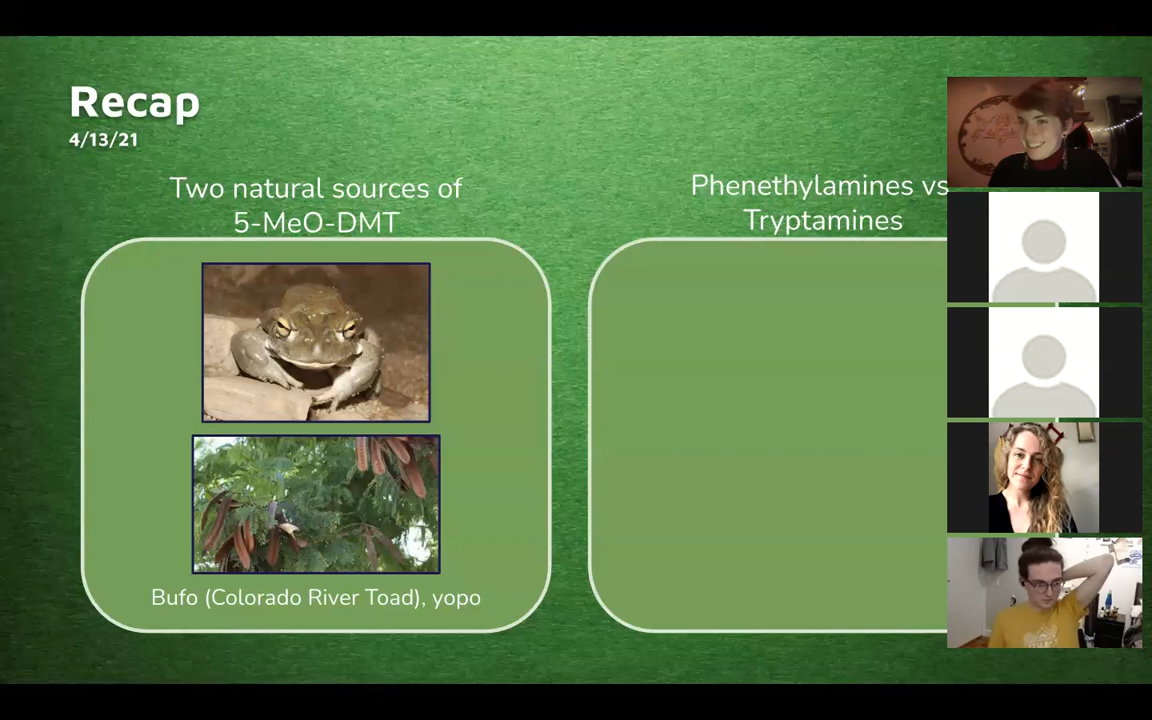 Recap
4/13/21
Two natural sources of
5-MeO-DMT
Bufo (Colorado River Toad), yopo
Phenethylamines vs
Tryptamines